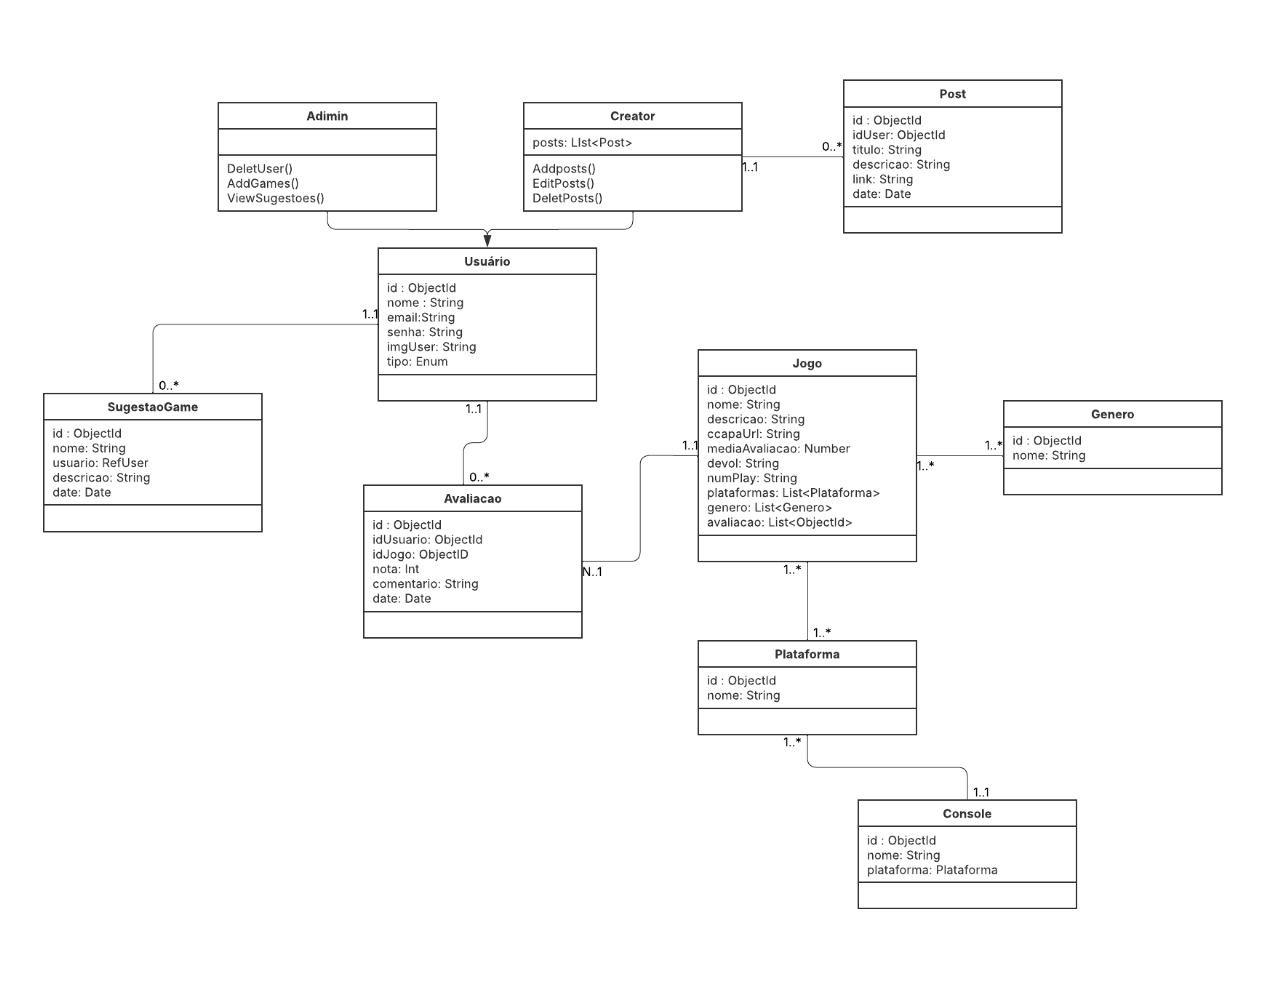 Adimin
DeletUser()
AddGames()
ViewSugestoes()
Creator
posts: LIst<Post>
Addposts()
EditPosts()
DeletPosts()
1..1
0..*
Post
id : ObjectId
idUser: ObjectId
titulo: String
descricao: String
link: String
date: Date
Usuário
id : ObjectId
nome : String
email:String
senha: String
imgUser: String
tipo: Enum
1..1
0..*
SugestaoGame
id : ObjectId
nome: String
usuario: RefUser
descricao: String
date: Date
1..1
0..*
Avaliacao
id : ObjectId
idUsuario: ObjectId
idJogo: ObjectID
nota: Int
comentario: String
date: Date
N..1
1..1
Jogo
id : ObjectId
nome: String
descricao: String
ccapaUrl: String
mediaAvaliacao: Number
devol: String
numPlay: String
plataformas: List<Plataforma>
genero: List<Genero>
avaliacao: List<ObjectId>
1..*
1..*
Genero
id : ObjectId
nome: String
1..*
1..*
Plataforma
id : ObjectId
nome: String
1..*
1..1
Console
id : ObjectId
nome: String
plataforma: Plataforma